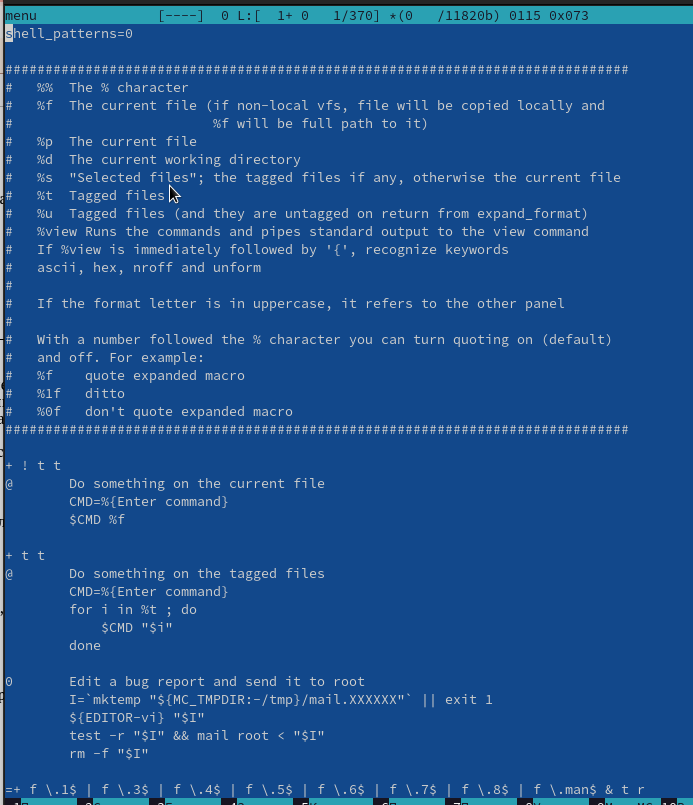 menu                  [----]  0 L:[  1+ 0   1/370] *(0   /11820b) 0115 0x073
shell_patterns=0

##############################################################################
#   %%  The % character
#   %f  The current file (if non-local vfs, file will be copied locally and
#                         %f will be full path to it)
#   %p  The current file
#   %d  The current working directory
#   %s  "Selected files"; the tagged files if any, otherwise the current file
#   %t  Tagged files
#   %u  Tagged files (and they are untagged on return from expand_format)
#   %view Runs the commands and pipes standard output to the view command
#   If %view is immediately followed by '{', recognize keywords
#   ascii, hex, nroff and unform
#
#   If the format letter is in uppercase, it refers to the other panel
#
#   With a number followed the % character you can turn quoting on (default)
#   and off. For example:
#   %f    quote expanded macro
#   %1f   ditto
#   %0f   don't quote expanded macro
##############################################################################

+ ! t t
@       Do something on the current file
        CMD=%{Enter command}
        $CMD %f

+ t t
@       Do something on the tagged files
        CMD=%{Enter command}
        for i in %t ; do
            $CMD "$i"
        done

0       Edit a bug report and send it to root
        I=`mktemp "${MC_TMPDIR:-/tmp}/mail.XXXXXX"` || exit 1
        ${EDITOR-vi} "$I"
        test -r "$I" && mail root < "$I"
        rm -f "$I"

=+ f \.1$ | f \.3$ | f \.4$ | f \.5$ | f \.6$ | f \.7$ | f \.8$ | f \.man$ & t r